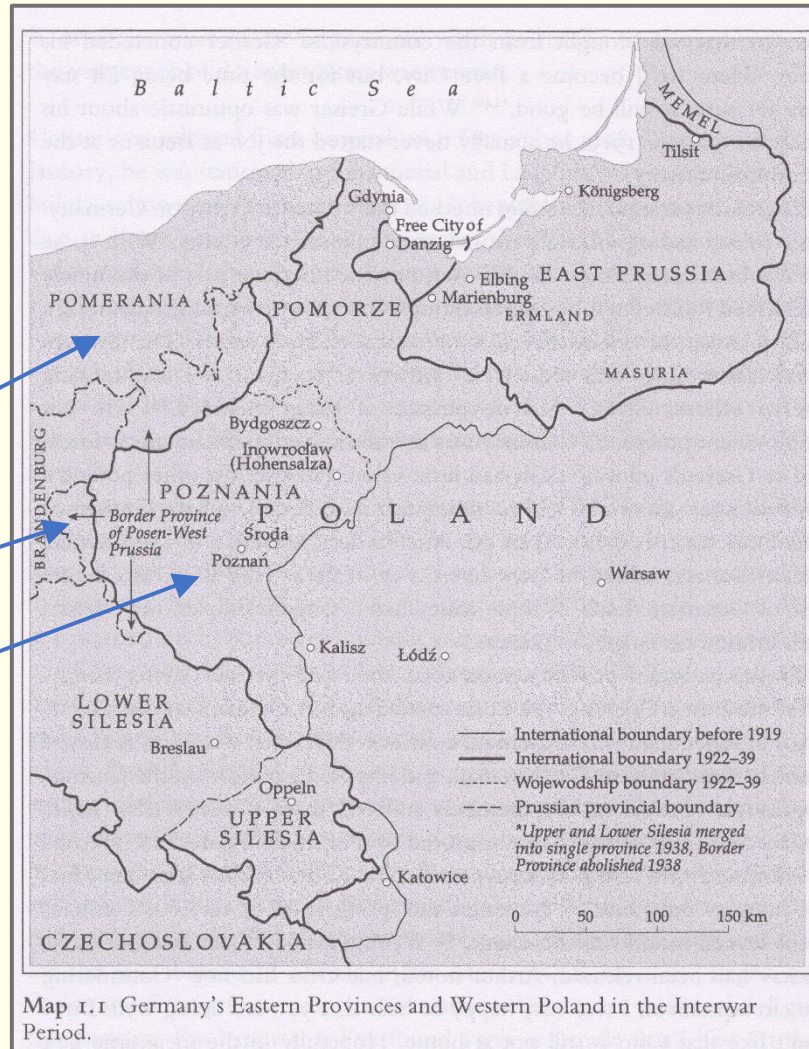 Baltic Sea
MEMEL
Tilsit
Königsberg
Gdynia
Free City of
Danzig
Elbing
EAST PRUSSIA
POMERANIA
POMORZE
Marienburg
ERMLAND
MASURIA
Bydgoszcz
Inowrocław
(Hohensalza)
BRANDENBURG
POZNANIA
POLAND
Border Province
of Posen-West
Prussia
Środa
Poznań
Warsaw
Kalisz
Łódź
LOWER
SILESIA
Breslau
International boundary before 1919
International boundary 1922–39
Wojewodship boundary 1922–39
Prussian provincial boundary*
*Upper and Lower Silesia merged
into single province 1938, Border
Province abolished 1938
Oppeln
UPPER
SILESIA
Katowice
0 50 100 150 km
CZECHOSLOVAKIA
Map 1 Germany's Eastern Provinces and Western Poland in the Interwar
Period.